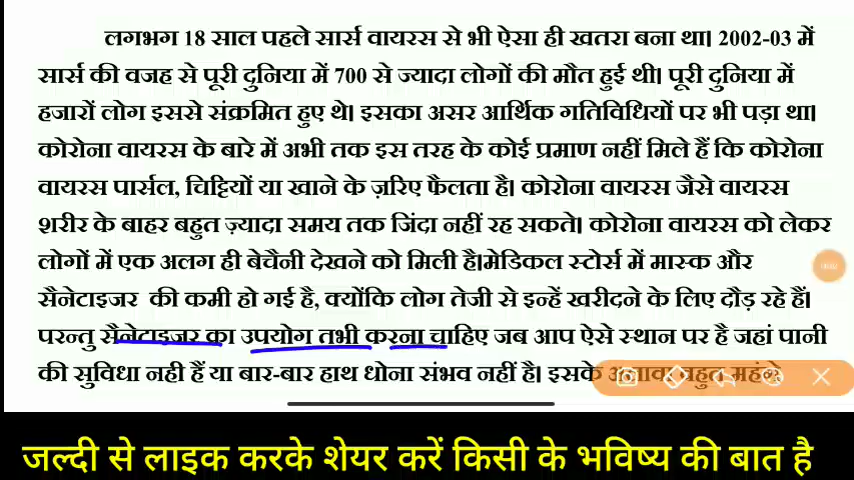 लगभग 18 साल पहले सार्स वायरस से भी ऐसा ही खतरा बना था। 2002-03 में
सार्स की वजह से पूरी दुनिया में 700 से ज्यादा लोगों की मौत हुई थी। पूरी दुनिया में
हजारों लोग इससे संक्रमित हुए थे। इसका असर आर्थिक गतिविधियों पर भी पड़ा था।
कोरोना वायरस के बारे में अभी तक इस तरह के कोई प्रमाण नहीं मिले हैं कि कोरोना
वायरस पार्सल, चिट्टियों या खाने के ज़रिए फैलता है। कोरोना वायरस जैसे वायरस
शरीर के बाहर बहुत ज़्यादा समय तक जिंदा नहीं रह सकते। कोरोना वायरस को लेकर
लोगों में एक अलग ही बेचैनी देखने को मिली है।मेडिकल स्टोर्स में मास्क और
सैनेटाइजर की कमी हो गई है, क्योंकि लोग तेजी से इन्हें खरीदने के लिए दौड़ रहे हैं।
परन्तु सैनेटाइजर का उपयोग तभी करना चाहिए जब आप ऐसे स्थान पर है जहां पानी
की सुविधा नही हैं या बार-बार हाथ धोना संभव नहीं है। इसके अलावा बहुत महंगे
जल्दी से लाइक करके शेयर करें किसी के भविष्य की बात है